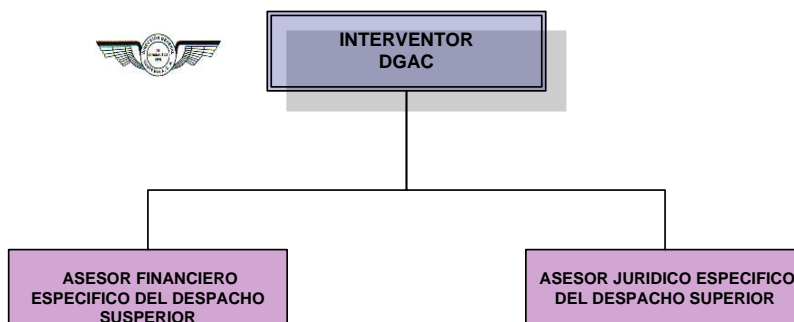 INTERVENTOR
DGAC
ASESOR FINANCIERO
ESPECIFICO DEL DESPACHO
SUSPERIOR
ASESOR JURIDICO ESPECIFICO
DEL DESPACHO SUPERIOR